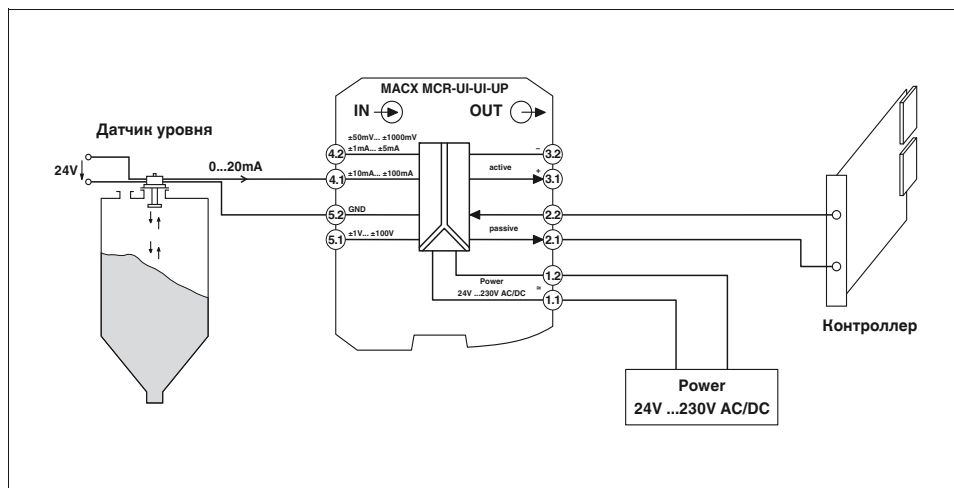 MACX MCR-UI-UI-UP
IN
OUT
Датчик уровня
24V
0...20mA
±50mV... ±1000mV
±1mA... ±5mA
4.2
4.1
±10mA... ±100mA
5.2
GND
5.1
±1V... ±100V
–
3.2
active
+
3.1
2.2
passive
2.1
Power
24V ...230V AC/DC
≅
1.2
1.1
Контроллер
Power
24V ...230V AC/DC